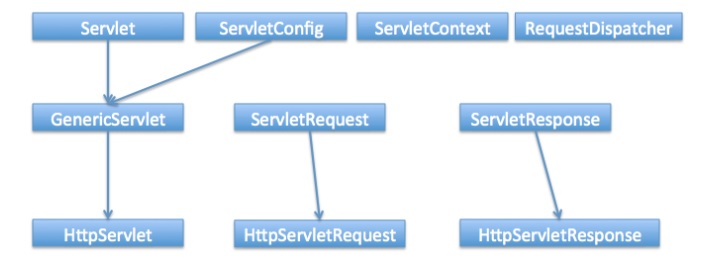 Servlet
ServletConfig
ServletContext
RequestDispatcher
GenericServlet
ServletRequest
ServletResponse
HttpServlet
HttpServletRequest
HttpServletResponse